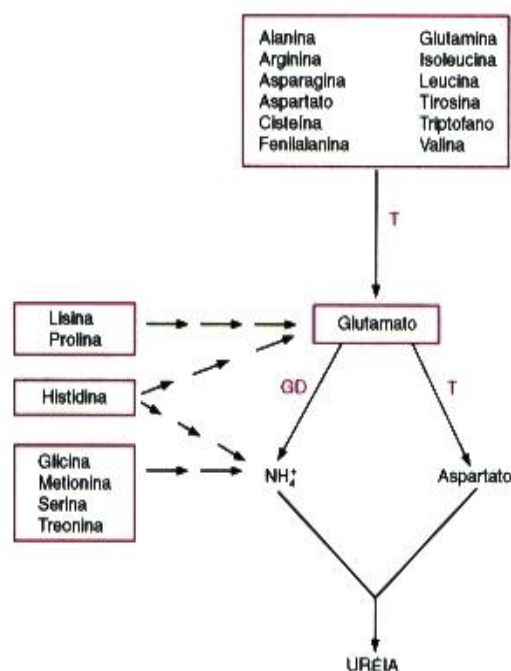 Alanina Glutamina
Arginina Isoleucina
Asparagina Leucina
Aspartato Tirosina
Cisteína Triptofano
Fenilalanina Valina
T
Lisina
Prolina
Glutamato
Histidina
GD T
Glicina
Metionina
Serina
Treonina
NH₄⁺ Aspartato
URÉIA